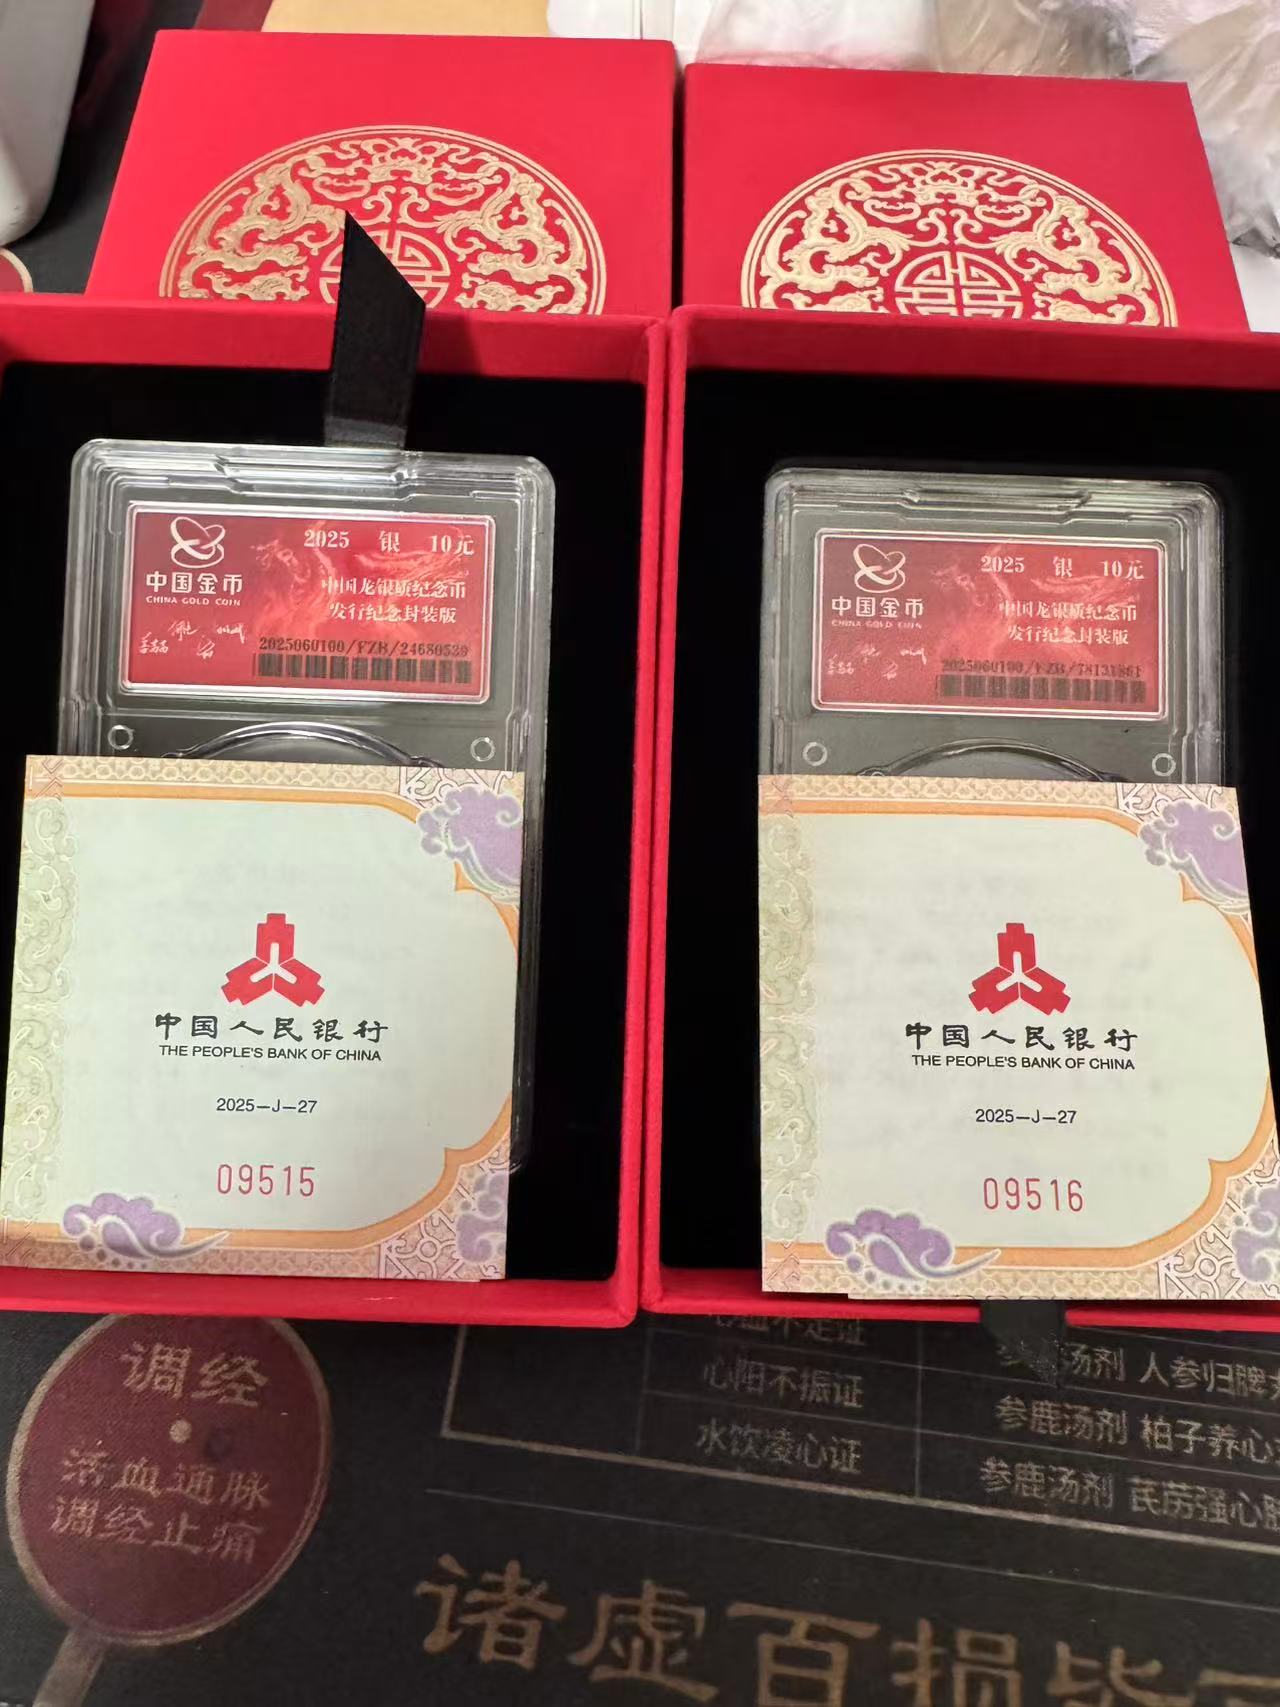 2025 银 10元
中国金币
CHINA GOLD COIN
中国龙银质纪念币
发行纪念封装版
2025060100/FZB/24680539
中国人民银行
THE PEOPLE'S BANK OF CHINA
2025-J-27
09515
2025 银 10元
中国金币
CHINA GOLD COIN
中国龙银质纪念币
发行纪念封装版
2025060100/FZB/78131861
中国人民银行
THE PEOPLE'S BANK OF CHINA
2025-J-27
09516
调经
活血通脉
调经止痛
心阳不振证
水饮凌心证
汤剂 人参归脾
参鹿汤剂 柏子养心
参鹿汤剂 芪苈强心
诸虚百损